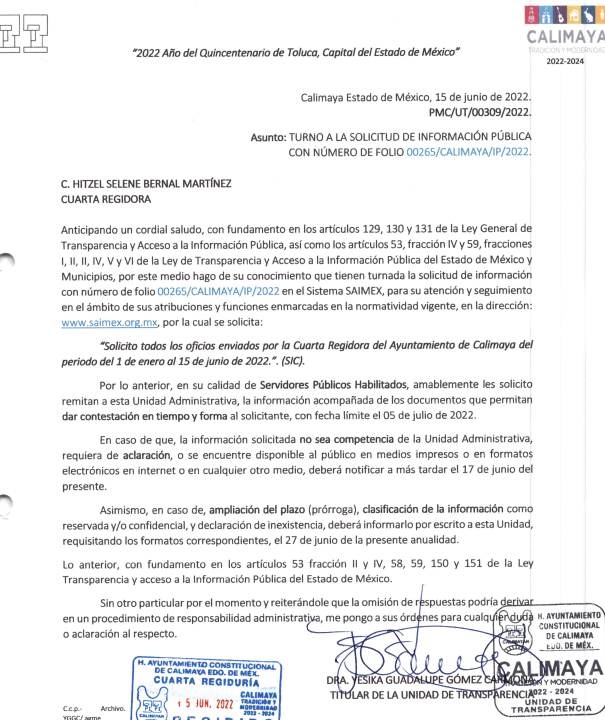 CALIMAYA
TRADICIÓN Y MODERNIDAD
2022-2024
"2022 Año del Quincentenario de Toluca, Capital del Estado de México"
Calimaya Estado de México, 15 de junio de 2022.
PMC/UT/00309/2022.
Asunto: TURNO A LA SOLICITUD DE INFORMACIÓN PÚBLICA
CON NÚMERO DE FOLIO 00265/CALIMAYA/IP/2022.
C. HITZEL SELENE BERNAL MARTÍNEZ
CUARTA REGIDORA
Anticipando un cordial saludo, con fundamento en los artículos 129, 130 y 131 de la Ley General de
Transparencia y Acceso a la Información Pública, así como los artículos 53, fracción IV y 59, fracciones
I, II, II, IV, V y VI de la Ley de Transparencia y Acceso a la Información Pública del Estado de México y
Municipios, por este medio hago de su conocimiento que tienen turnada la solicitud de información
con número de folio 00265/CALIMAYA/IP/2022 en el Sistema SAIMEX, para su atención y seguimiento
en el ámbito de sus atribuciones y funciones enmarcadas en la normatividad vigente, en la dirección:
www.saimex.org.mx, por la cual se solicita:
"Solicito todos los oficios enviados por la Cuarta Regidora del Ayuntamiento de Calimaya del
periodo del 1 de enero al 15 de junio de 2022.". (SIC).
Por lo anterior, en su calidad de Servidores Públicos Habilitados, amablemente les solicito
remitan a esta Unidad Administrativa, la información acompañada de los documentos que permitan
dar contestación en tiempo y forma al solicitante, con fecha límite el 05 de julio de 2022.
En caso de que, la información solicitada no sea competencia de la Unidad Administrativa,
requiera de aclaración, o se encuentre disponible al público en medios impresos o en formatos
electrónicos en internet o en cualquier otro medio, deberá notificar a más tardar el 17 de junio del
presente.
Asimismo, en caso de, ampliación del plazo (prórroga), clasificación de la información como
reservada y/o confidencial, y declaración de inexistencia, deberá informarlo por escrito a esta Unidad,
requisitando los formatos correspondientes, el 27 de junio de la presente anualidad.
Lo anterior, con fundamento en los artículos 53 fracción II y IV, 58, 59, 150 y 151 de la Ley
Transparencia y acceso a la Información Pública del Estado de México.
Sin otro particular por el momento y reiterándole que la omisión de respuestas podría derivar
en un procedimiento de responsabilidad administrativa, me pongo a sus órdenes para cualquier duda
o aclaración al respecto.
H. AYUNTAMIENTO
CONSTITUCIONAL
DE CALIMAYA
EDO. DE MÉX.
CALIMAYA
TRADICIÓN Y MODERNIDAD
2022 - 2024
UNIDAD DE
TRANSPARENCIA
DRA. YESIKA GUADALUPE GÓMEZ CARMONA
TITULAR DE LA UNIDAD DE TRANSPARENCIA
H. AYUNTAMIENTO CONSTITUCIONAL
DE CALIMAYA EDO. DE MÉX.
CUARTA REGIDURÍA
15 JUN. 2022
CALIMAYA
TRADICIÓN Y
MODERNIDAD
2022 - 2024
RECIBIDO
C.c.p.- Archivo.
YGGC/ agme